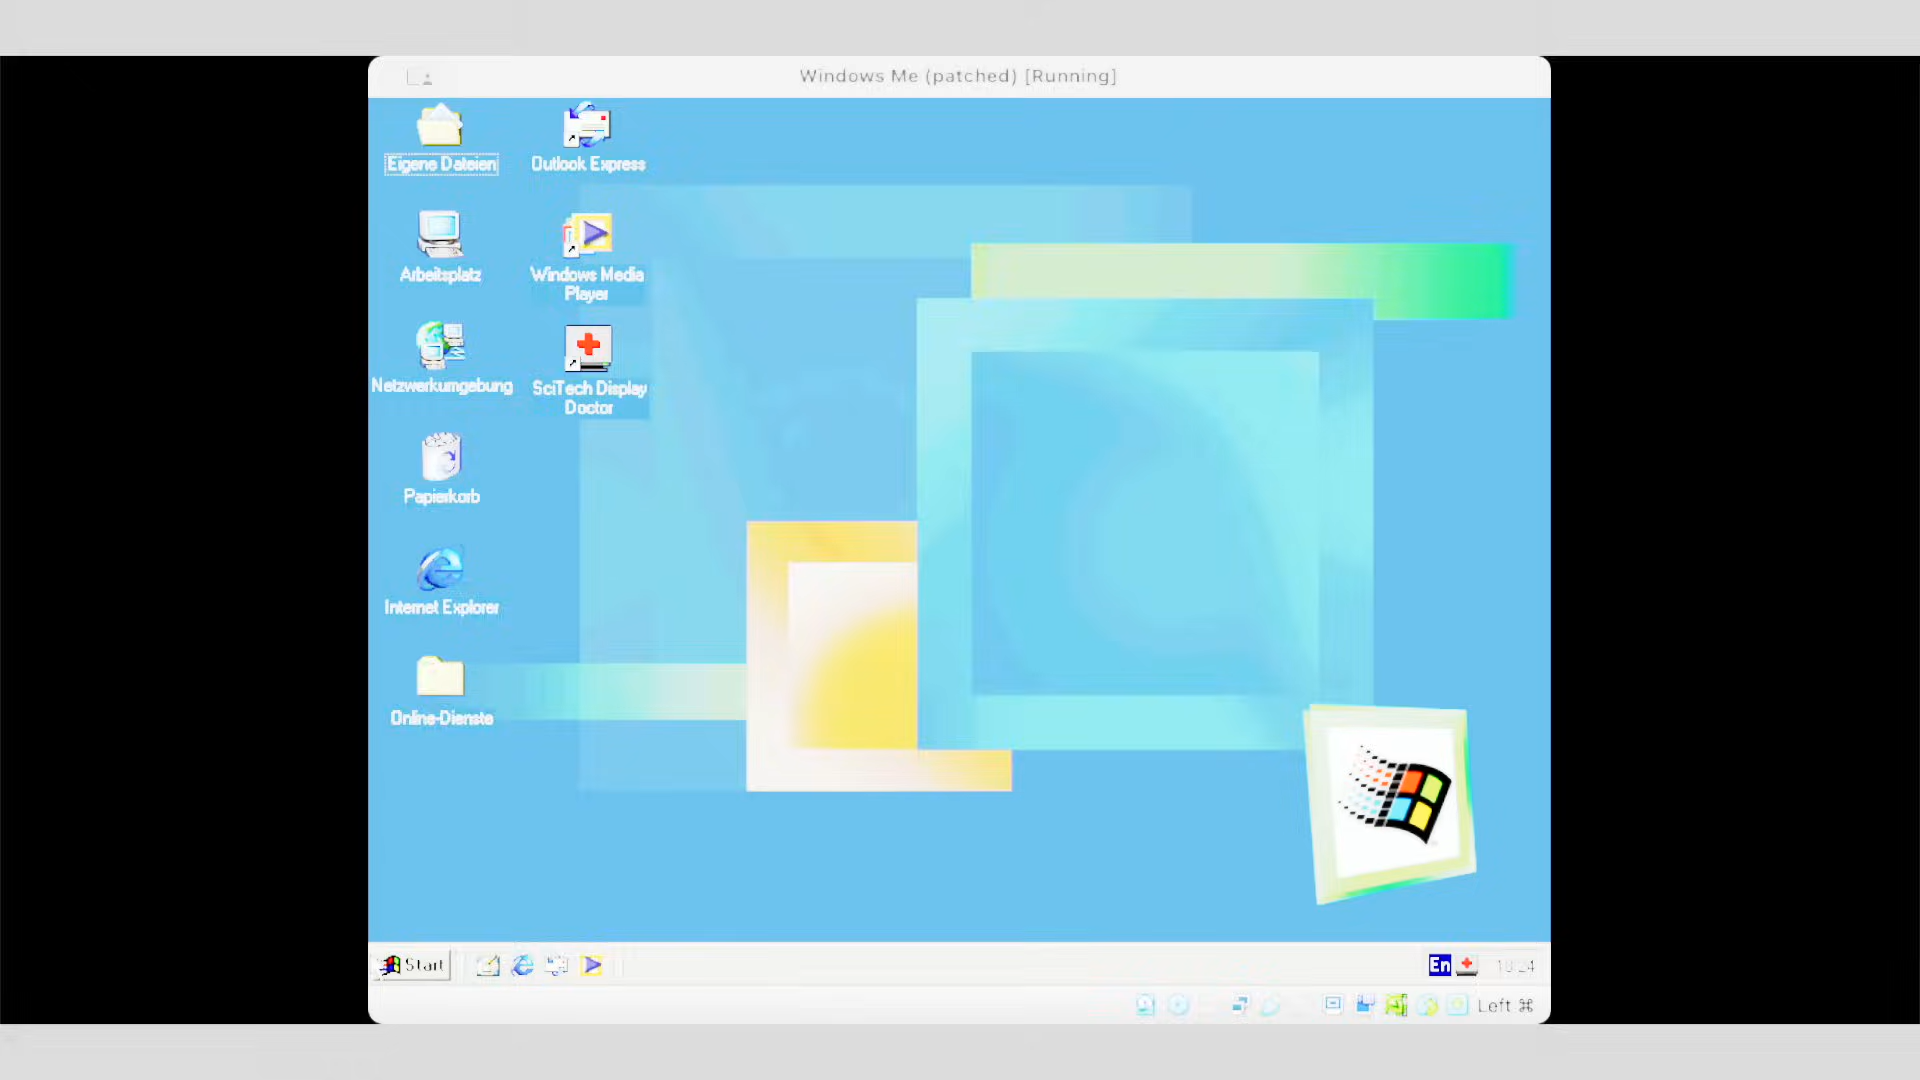 Windows Me (patched) [Running]
Eigene Dateien
Outlook Express
Arbeitsplatz
Windows Media
Player
Netzwerkumgebung
SciTech Display
Doctor
Papierkorb
Internet Explorer
Online-Dienste
Start
En
Left ⌘